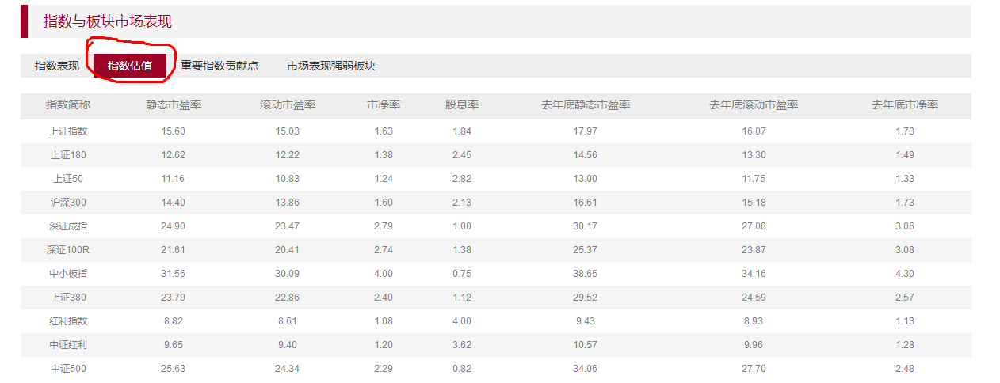 指数与板块市场表现
指数表现 指数估值 重要指数贡献点 市场表现强弱板块
指数简称 静态市盈率 滚动市盈率 市净率 股息率 去年底静态市盈率 去年底滚动市盈率 去年底市净率
上证指数 15.60 15.03 1.63 1.84 17.97 16.07 1.73
上证180 12.62 12.22 1.38 2.45 14.56 13.30 1.49
上证50 11.16 10.83 1.24 2.82 13.00 11.75 1.33
沪深300 14.40 13.86 1.60 2.13 16.61 15.18 1.73
深证成指 24.90 23.47 2.79 1.00 30.17 27.08 3.06
深证100R 21.61 20.41 2.74 1.38 25.37 23.87 3.08
中小板指 31.56 30.09 4.00 0.75 38.65 34.16 4.30
上证380 23.79 22.86 2.40 1.12 29.52 24.59 2.57
红利指数 8.82 8.61 1.08 4.00 9.43 8.93 1.13
中证红利 9.65 9.40 1.20 3.62 10.57 9.96 1.28
中证500 25.63 24.34 2.29 0.82 34.06 27.70 2.48